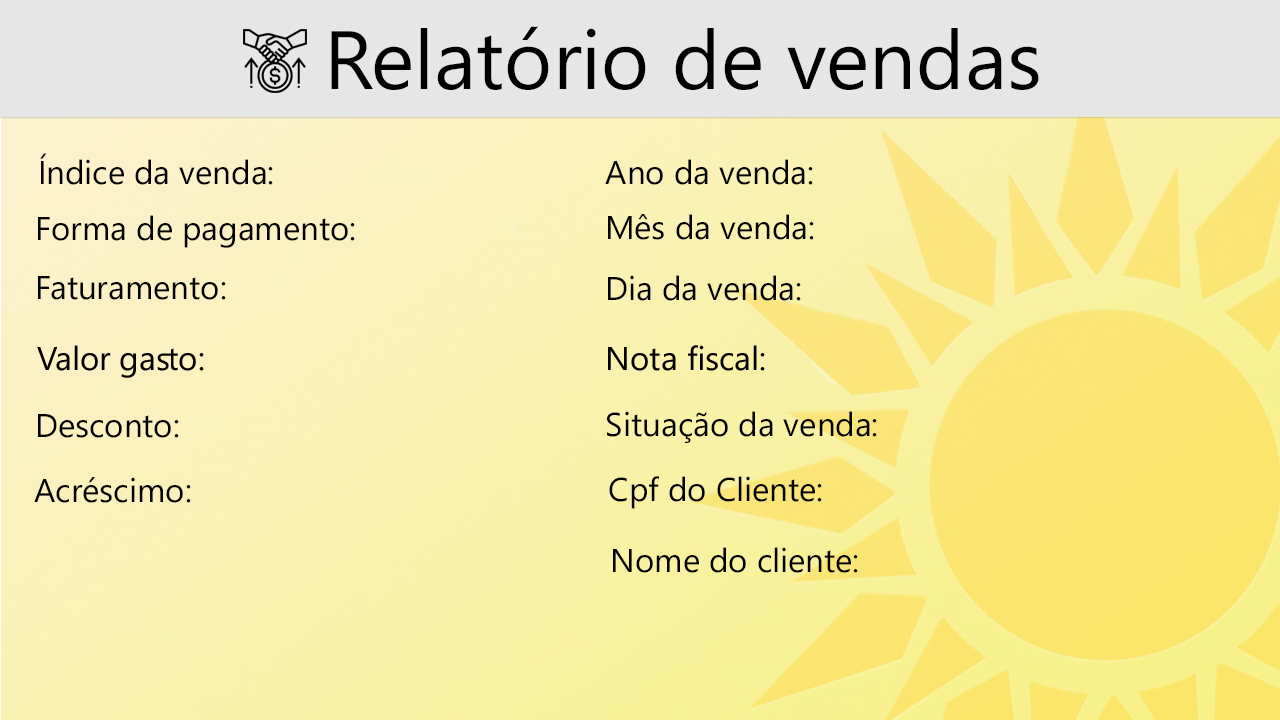 Relatório de vendas
Índice da venda:
Forma de pagamento:
Faturamento:
Valor gasto:
Desconto:
Acréscimo:
Ano da venda:
Mês da venda:
Dia da venda:
Nota fiscal:
Situação da venda:
Cpf do Cliente:
Nome do cliente: